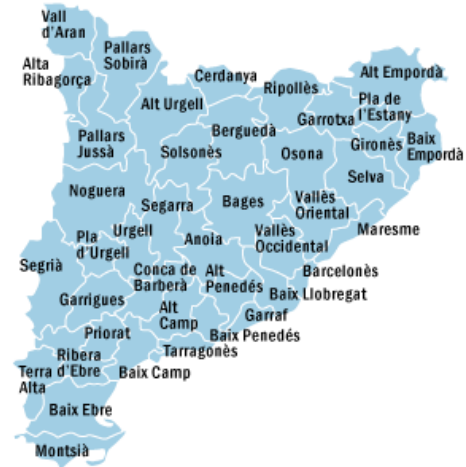 Vall
d'Aran
Pallars
Sobirà
Alta
Ribagorça
Cerdanya
Alt Empordà
Ripollès
Alt Urgell
Pla de
l'Estany
Garrotxa
Berguedà
Pallars
Jussà
Solsonès
Osona
Gironès
Baix
Empordà
Selva
Noguera
Segarra
Bages
Vallès
Oriental
Maresme
Urgell
Pla
d'Urgell
Anoia
Vallès
Occidental
Segrià
Conca de
Barberà
Alt
Penedés
Barcelonès
Baix Llobregat
Garrigues
Alt
Camp
Garraf
Priorat
Baix Penedés
Tarragonès
Ribera
d'Ebre
Terra
Alta
Baix Camp
Baix Ebre
Montsià